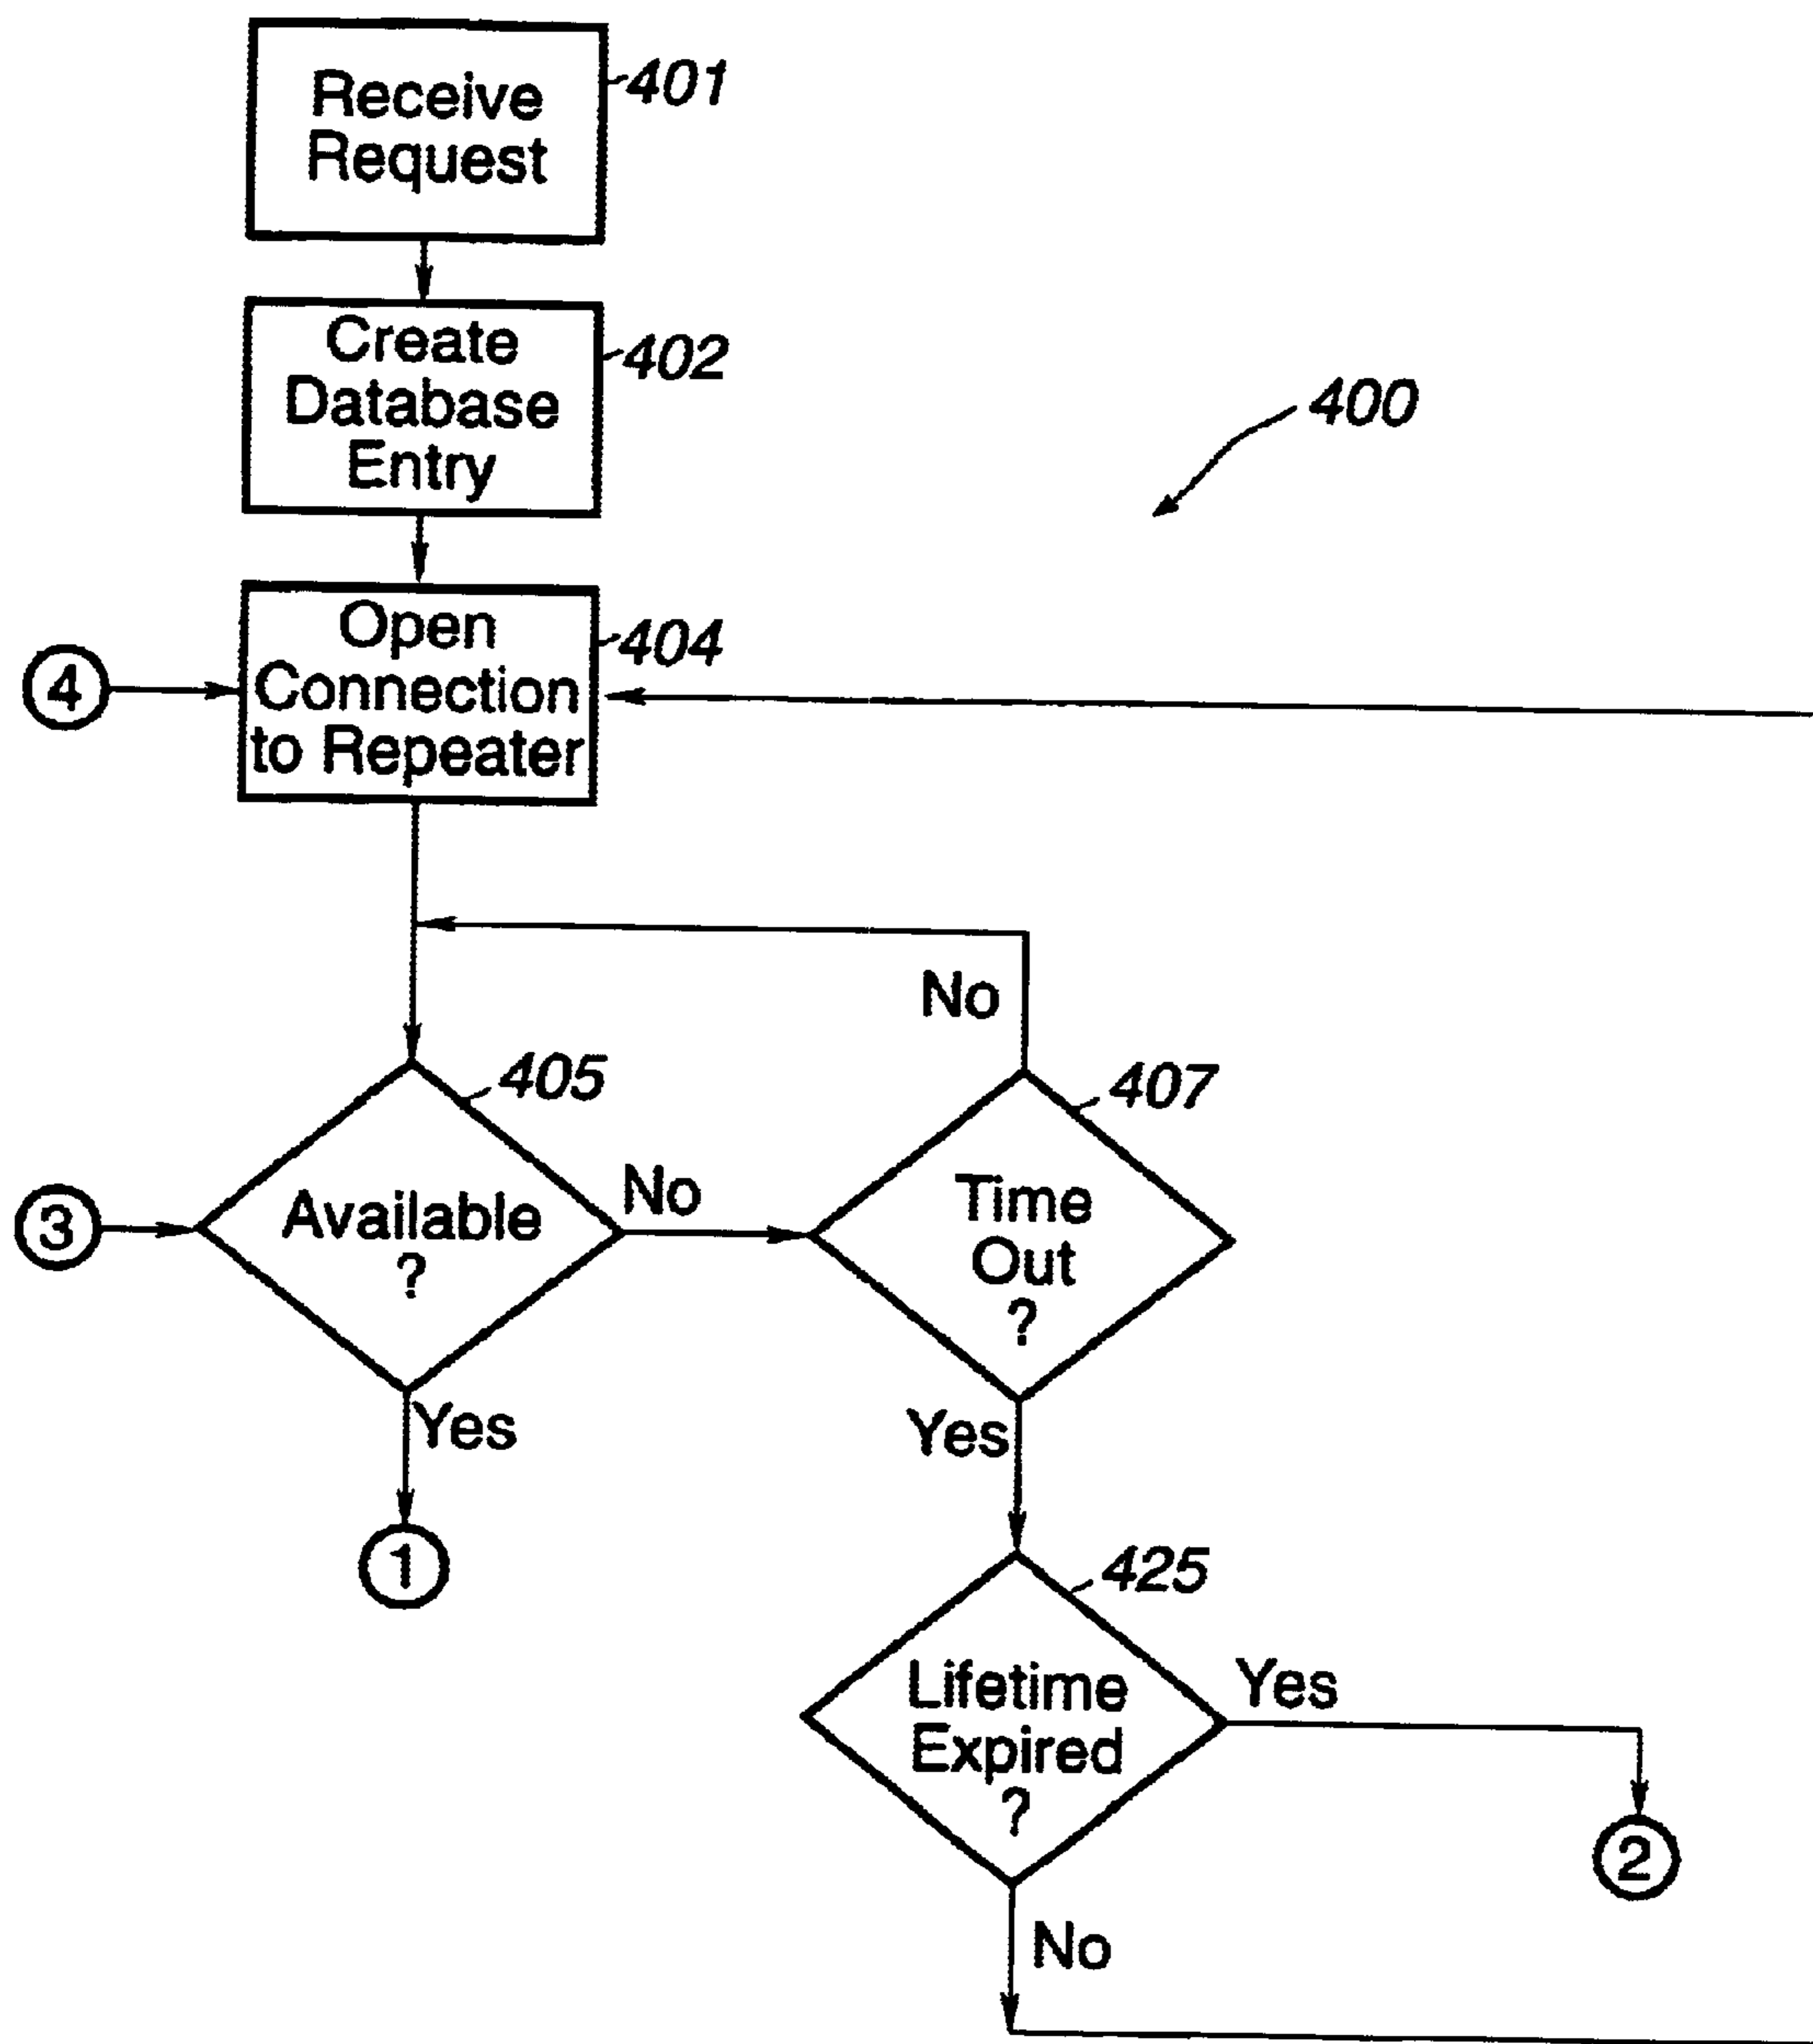 Receive
Request
401
Create
Database
Entry
402
400
Open
Connection
to Repeater
404
4
No
405
407
3
Available
?
No
Time
Out
?
Yes
Yes
1
425
Lifetime
Expired
?
Yes
2
No